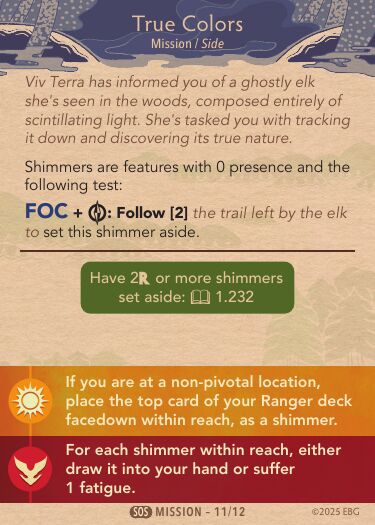 True Colors
Mission / Side
Viv Terra has informed you of a ghostly elk
she's seen in the woods, composed entirely of
scintillating light. She's tasked you with tracking
it down and discovering its true nature.
Shimmers are features with 0 presence and the
following test:
FOC + : Follow [2] the trail left by the elk
to set this shimmer aside.
Have 2R or more shimmers
set aside: 1.232
If you are at a non-pivotal location,
place the top card of your Ranger deck
facedown within reach, as a shimmer.
For each shimmer within reach, either
draw it into your hand or suffer
1 fatigue.
SOS MISSION - 11/12
©2025 EBG